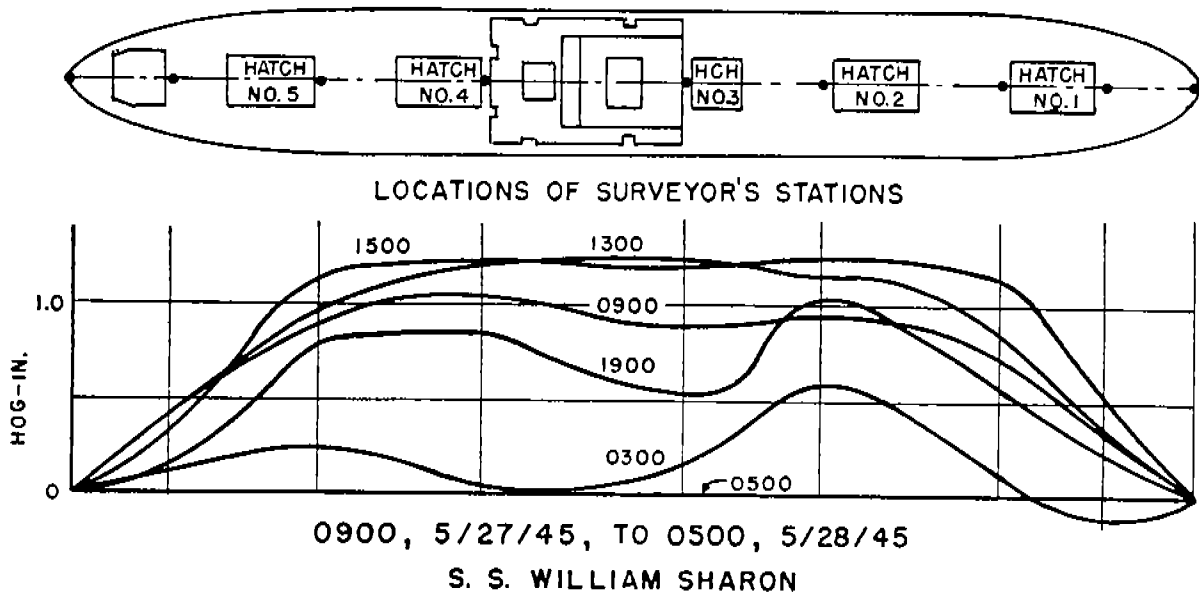 HATCH NO. 5
HATCH NO. 4
HCH NO.3
HATCH NO. 2
HATCH NO. 1
LOCATIONS OF SURVEYOR'S STATIONS
1500
1300
1.0
0900
1900
HOG-IN.
0300
0500
0
0900, 5/27/45, TO 0500, 5/28/45
S. S. WILLIAM SHARON